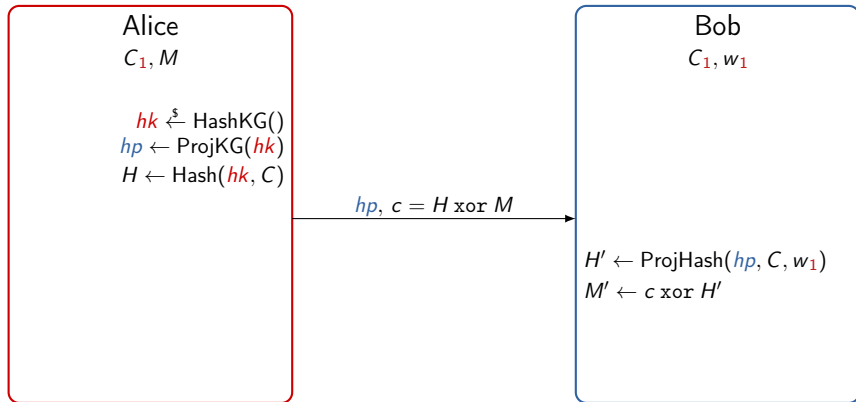 Alice
C₁, M
hk ←$ HashKG()
hp ← ProjKG(hk)
H ← Hash(hk, C)
hp, c = H xor M
Bob
C₁, w₁
H′ ← ProjHash(hp, C, w₁)
M′ ← c xor H′